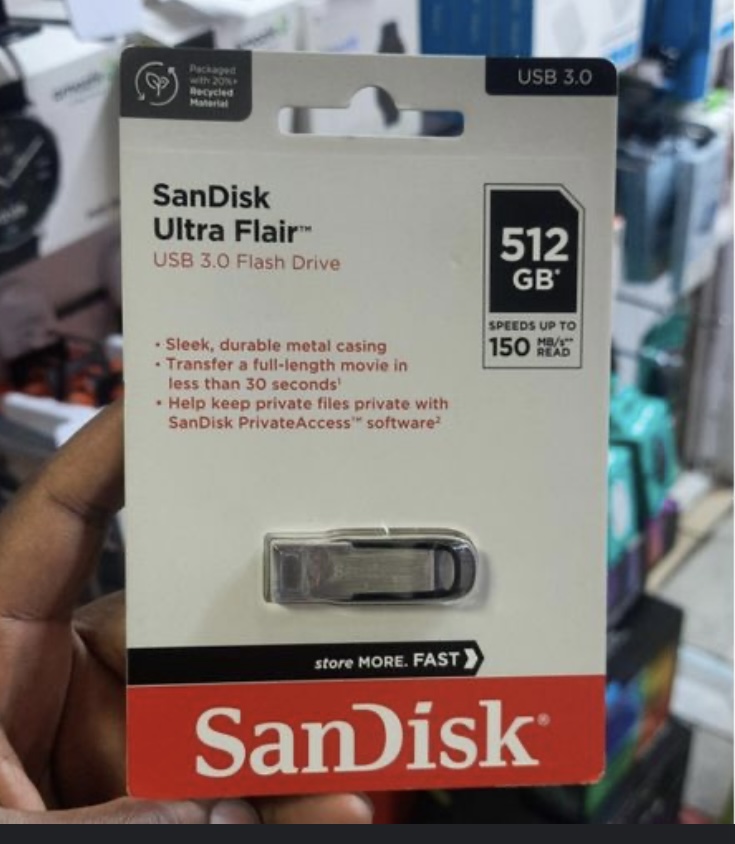 Packaged
with 20%+
Recycled
Material
USB 3.0
SanDisk
Ultra Flair™
USB 3.0 Flash Drive
512
GB*
SPEEDS UP TO
150 MB/s**
READ
• Sleek, durable metal casing
• Transfer a full-length movie in
less than 30 seconds¹
• Help keep private files private with
SanDisk PrivateAccess™ software²
store MORE. FAST
SanDisk®